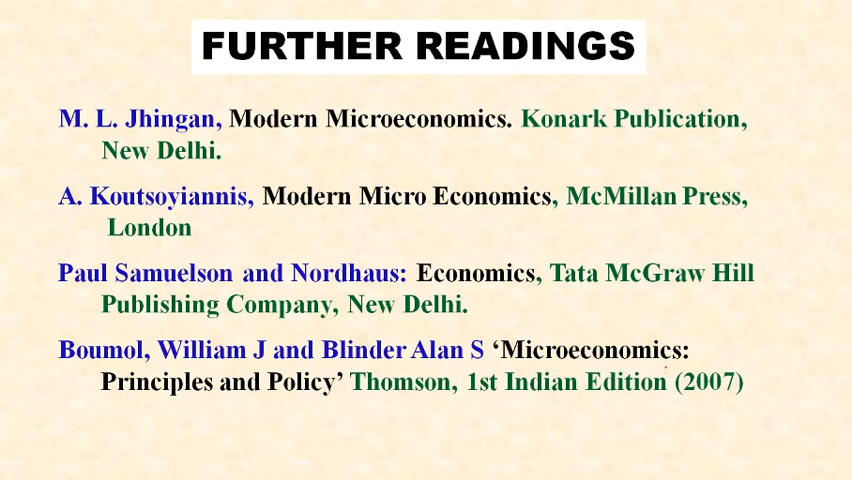 FURTHER READINGS
M. L. Jhingan, Modern Microeconomics. Konark Publication,
New Delhi.
A. Koutsoyiannis, Modern Micro Economics, McMillan Press,
London
Paul Samuelson and Nordhaus: Economics, Tata McGraw Hill
Publishing Company, New Delhi.
Boumol, William J and Blinder Alan S ‘Microeconomics:
Principles and Policy’ Thomson, 1st Indian Edition (2007)